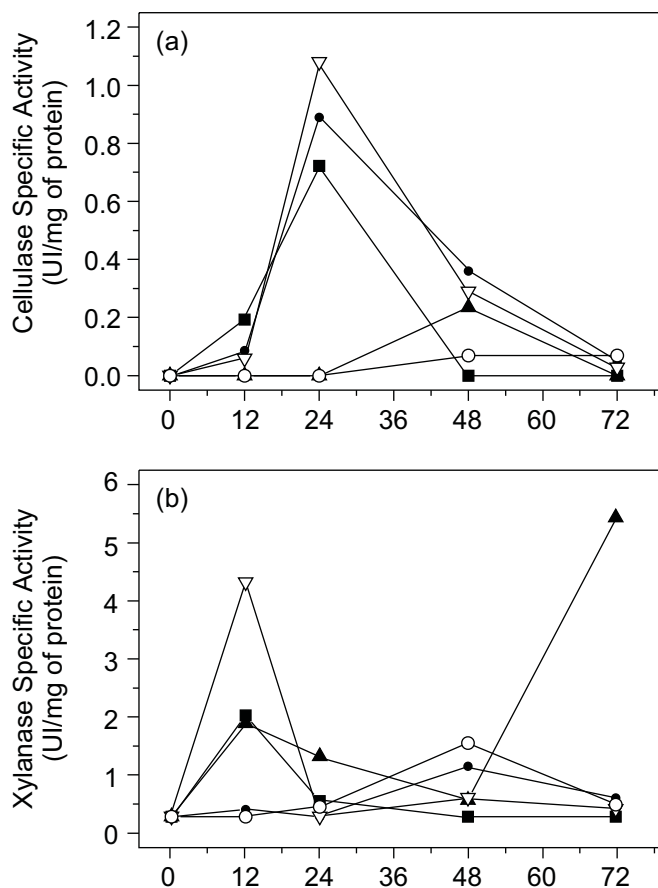 (a)
Cellulase Specific Activity
(UI/mg of protein)
1.2
1.0
0.8
0.6
0.4
0.2
0.0
0 12 24 36 48 60 72
(b)
Xylanase Specific Activity
(UI/mg of protein)
6
5
4
3
2
1
0
0 12 24 36 48 60 72